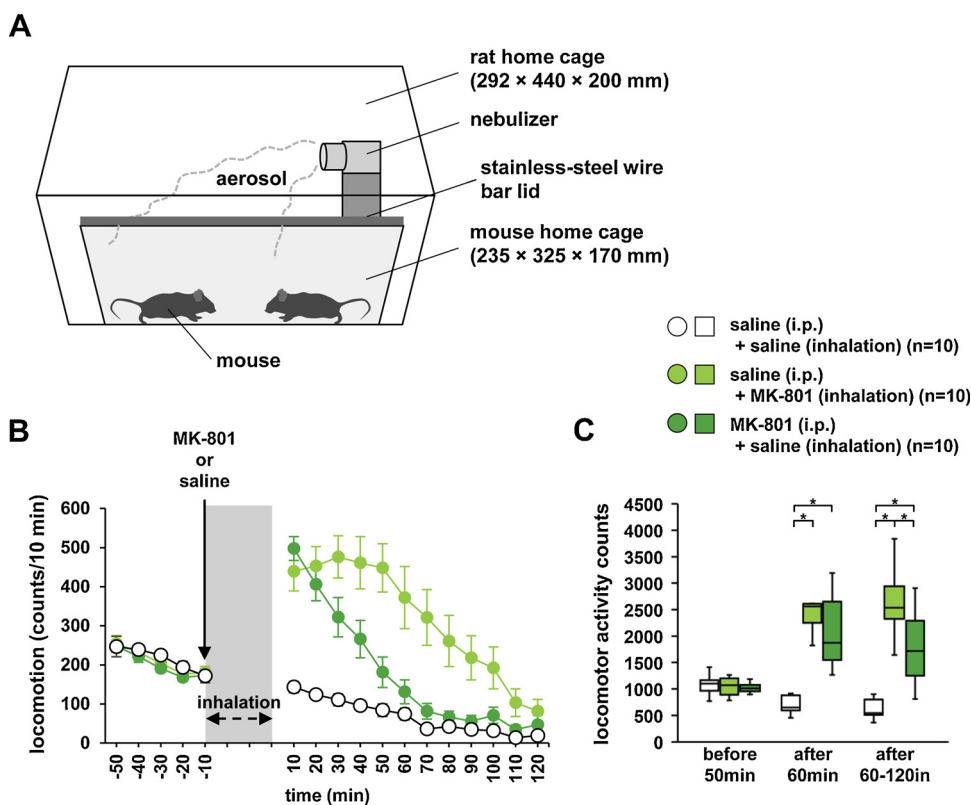 A
rat home cage
(292 × 440 × 200 mm)
nebulizer
stainless-steel wire
bar lid
mouse home cage
(235 × 325 × 170 mm)
aerosol
mouse
saline (i.p.)
+ saline (inhalation) (n=10)
saline (i.p.)
+ MK-801 (inhalation) (n=10)
MK-801 (i.p.)
+ saline (inhalation) (n=10)
B
MK-801
or
saline
locomotion (counts/10 min)
600
500
400
300
200
100
0
inhalation
-50
-40
-30
-20
-10
10
20
30
40
50
60
70
80
90
100
110
120
time (min)
C
locomotor activity counts
4500
4000
3500
3000
2500
2000
1500
1000
500
0
*
*
*
* *
before
50min
after
60min
after
60-120in